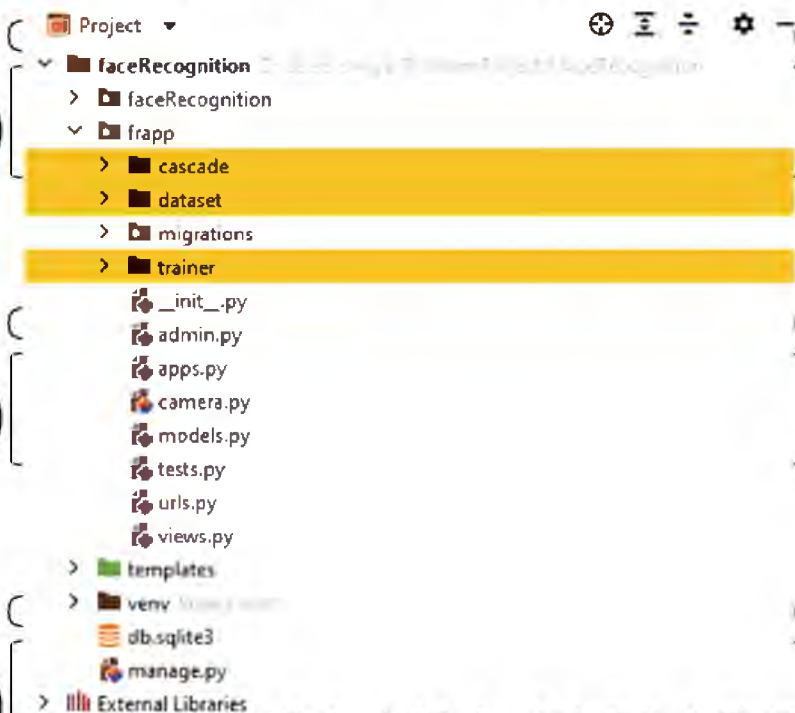 Project
faceRecognition
faceRecognition
frapp
cascade
dataset
migrations
trainer
__init__.py
admin.py
apps.py
camera.py
models.py
tests.py
urls.py
views.py
templates
venv
db.sqlite3
manage.py
External Libraries